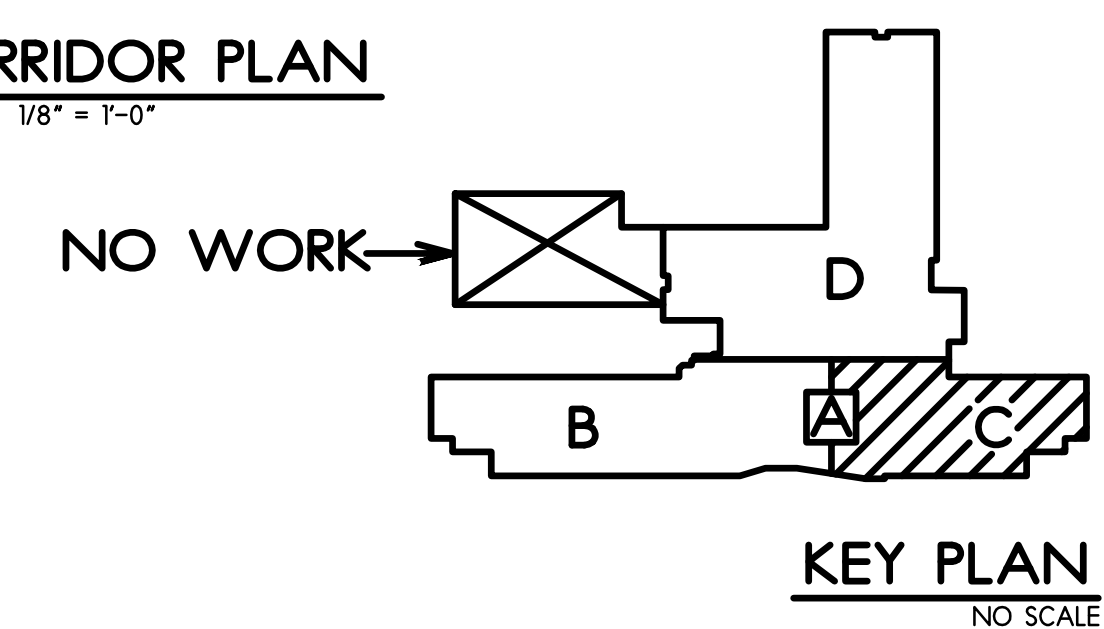 RRIDOR PLAN
1/8" = 1'-0"
NO WORK
D
B
A
C
KEY PLAN
NO SCALE